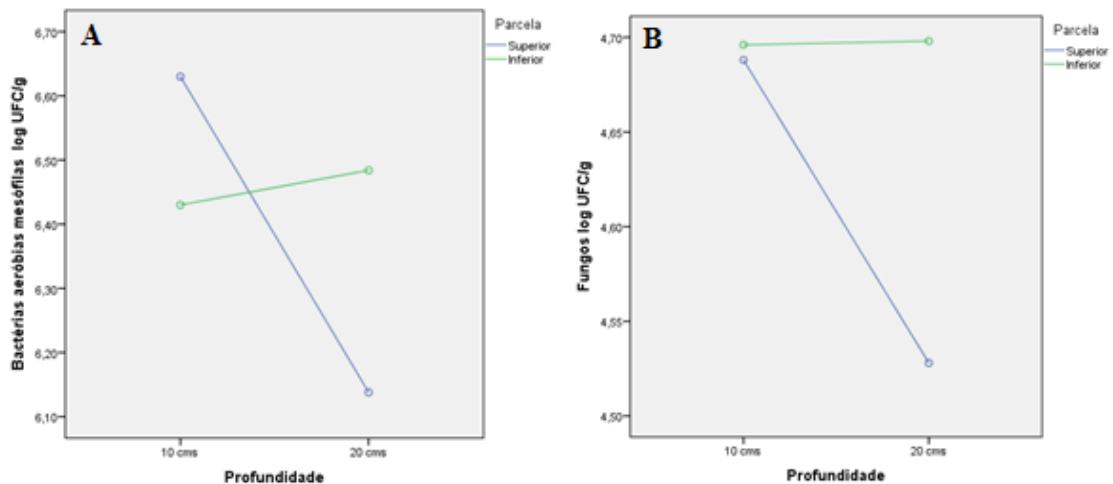 A
Parcela
Superior
Inferior
Bactérias aeróbias mesófilas log UFC/g
6,70
6,60
6,50
6,40
6,30
6,20
6,10
10 cms
20 cms
Profundidade
B
Parcela
Superior
Inferior
Fungos log UFC/g
4,70
4,65
4,60
4,55
4,50
10 cms
20 cms
Profundidade